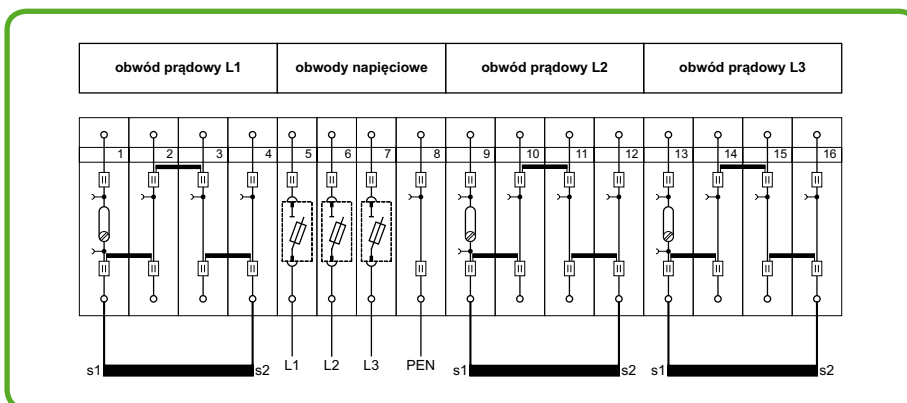 obwód prądowy L1 obwody napięciowe obwód prądowy L2 obwód prądowy L3
1 2 3 4 5 6 7 8 9 10 11 12 13 14 15 16
s1 s2 L1 L2 L3 PEN s1 s2 s1 s2